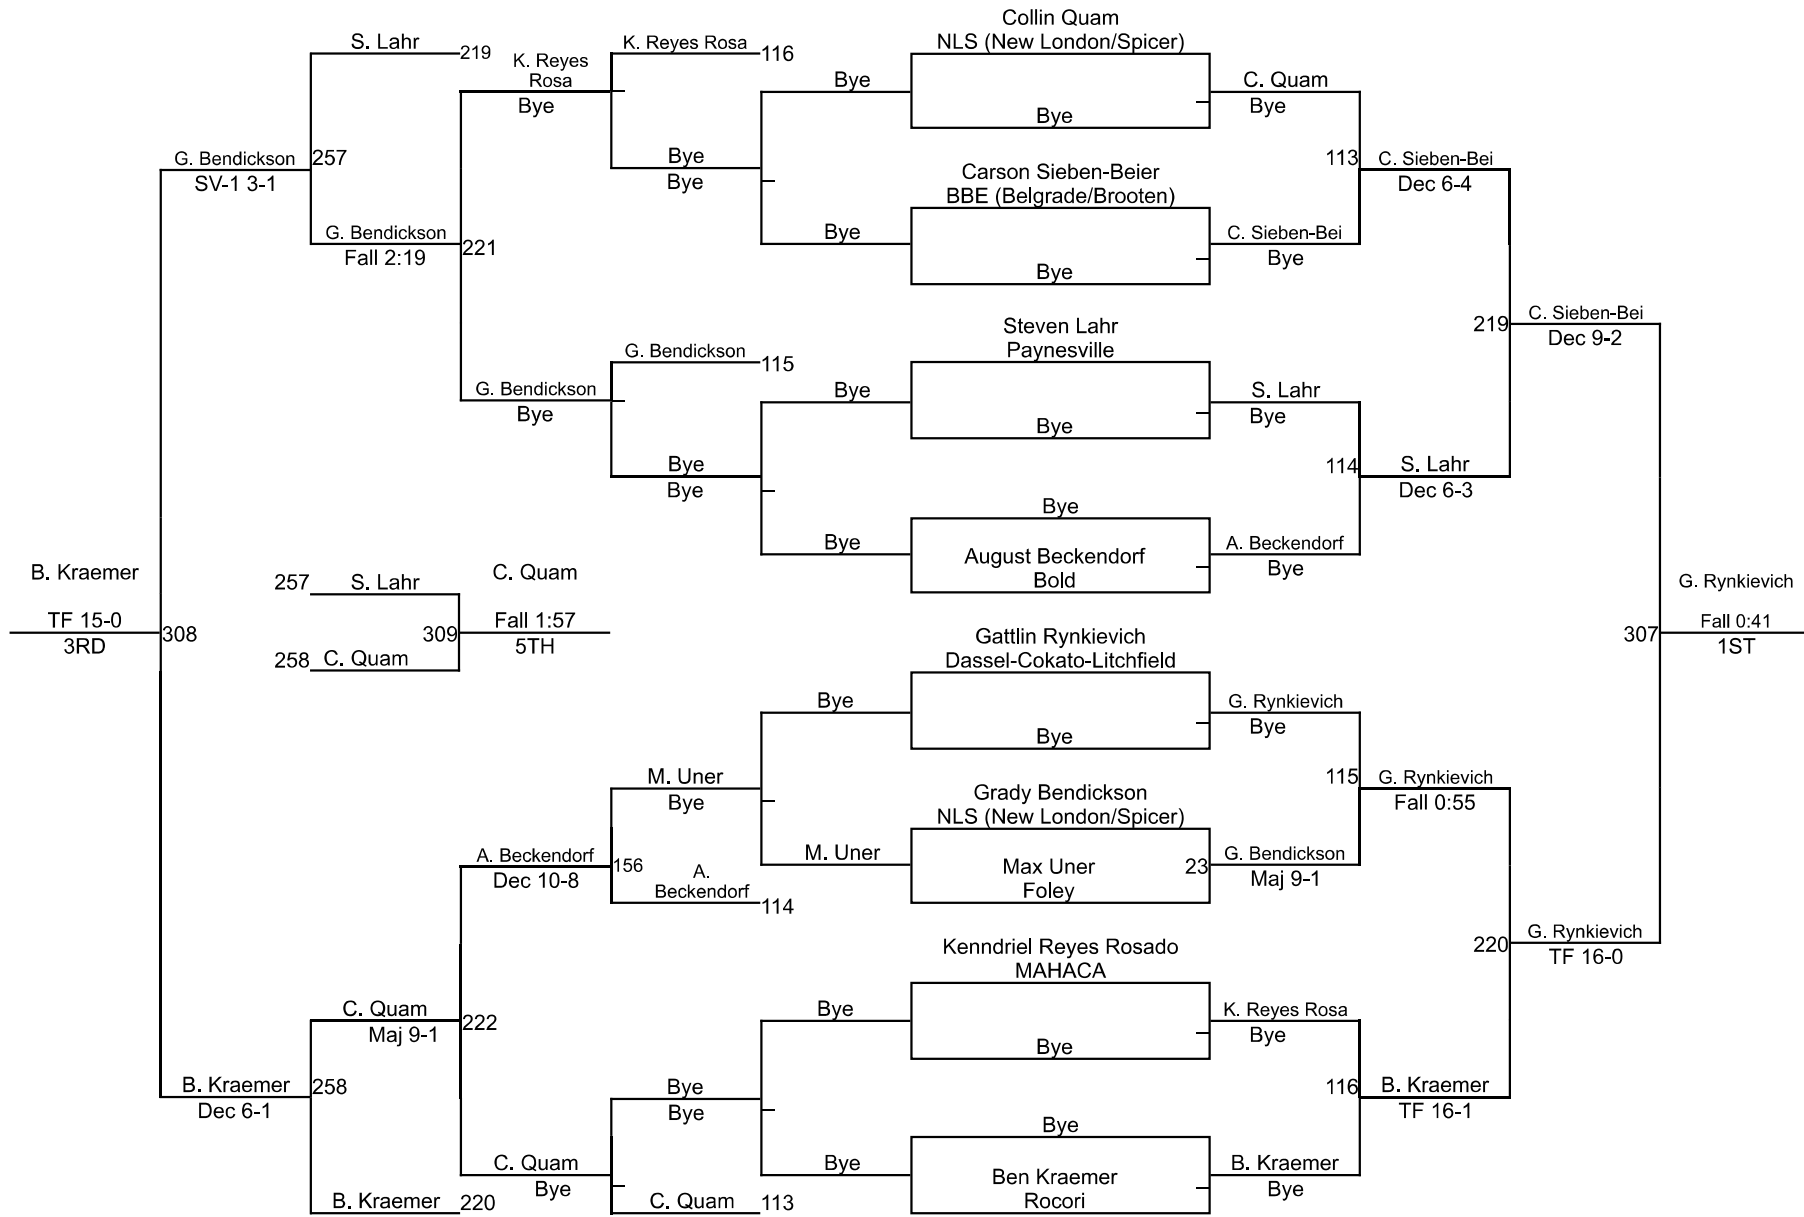 Collin Quam
NLS (New London/Spicer)
S. Lahr
219
K. Reyes
Rosa
Bye
K. Reyes Rosa
116
Bye
Bye
C. Quam
Bye
G. Bendickson
257
SV-1 3-1
Bye
Bye
113
C. Sieben-Bei
Dec 6-4
Carson Sieben-Beier
BBE (Belgrade/Brooten)
G. Bendickson
Fall 2:19
221
Bye
Bye
C. Sieben-Bei
Bye
Steven Lahr
Paynesville
219
C. Sieben-Bei
Dec 9-2
G. Bendickson
115
G. Bendickson
Bye
Bye
Bye
S. Lahr
Bye
Bye
Bye
114
S. Lahr
Dec 6-3
Bye
Bye
August Beckendorf
Bold
A. Beckendorf
Bye
B. Kraemer
TF 15-0
3RD
308
257
S. Lahr
258
C. Quam
309
C. Quam
Fall 1:57
5TH
G. Rynkievich
307
Fall 0:41
1ST
Gattlin Rynkievich
Dassel-Cokato-Litchfield
Bye
Bye
G. Rynkievich
Bye
M. Uner
Bye
115
G. Rynkievich
Fall 0:55
Grady Bendickson
NLS (New London/Spicer)
A. Beckendorf
Dec 10-8
156
A.
Beckendorf
114
M. Uner
Max Uner
Foley
23
G. Bendickson
Maj 9-1
220
G. Rynkievich
TF 16-0
Kenndriel Reyes Rosado
MAHACA
C. Quam
Maj 9-1
222
Bye
Bye
K. Reyes Rosa
Bye
B. Kraemer
258
Dec 6-1
Bye
Bye
116
B. Kraemer
TF 16-1
Bye
C. Quam
Bye
Bye
Ben Kraemer
Rocori
B. Kraemer
Bye
B. Kraemer
220
C. Quam
113